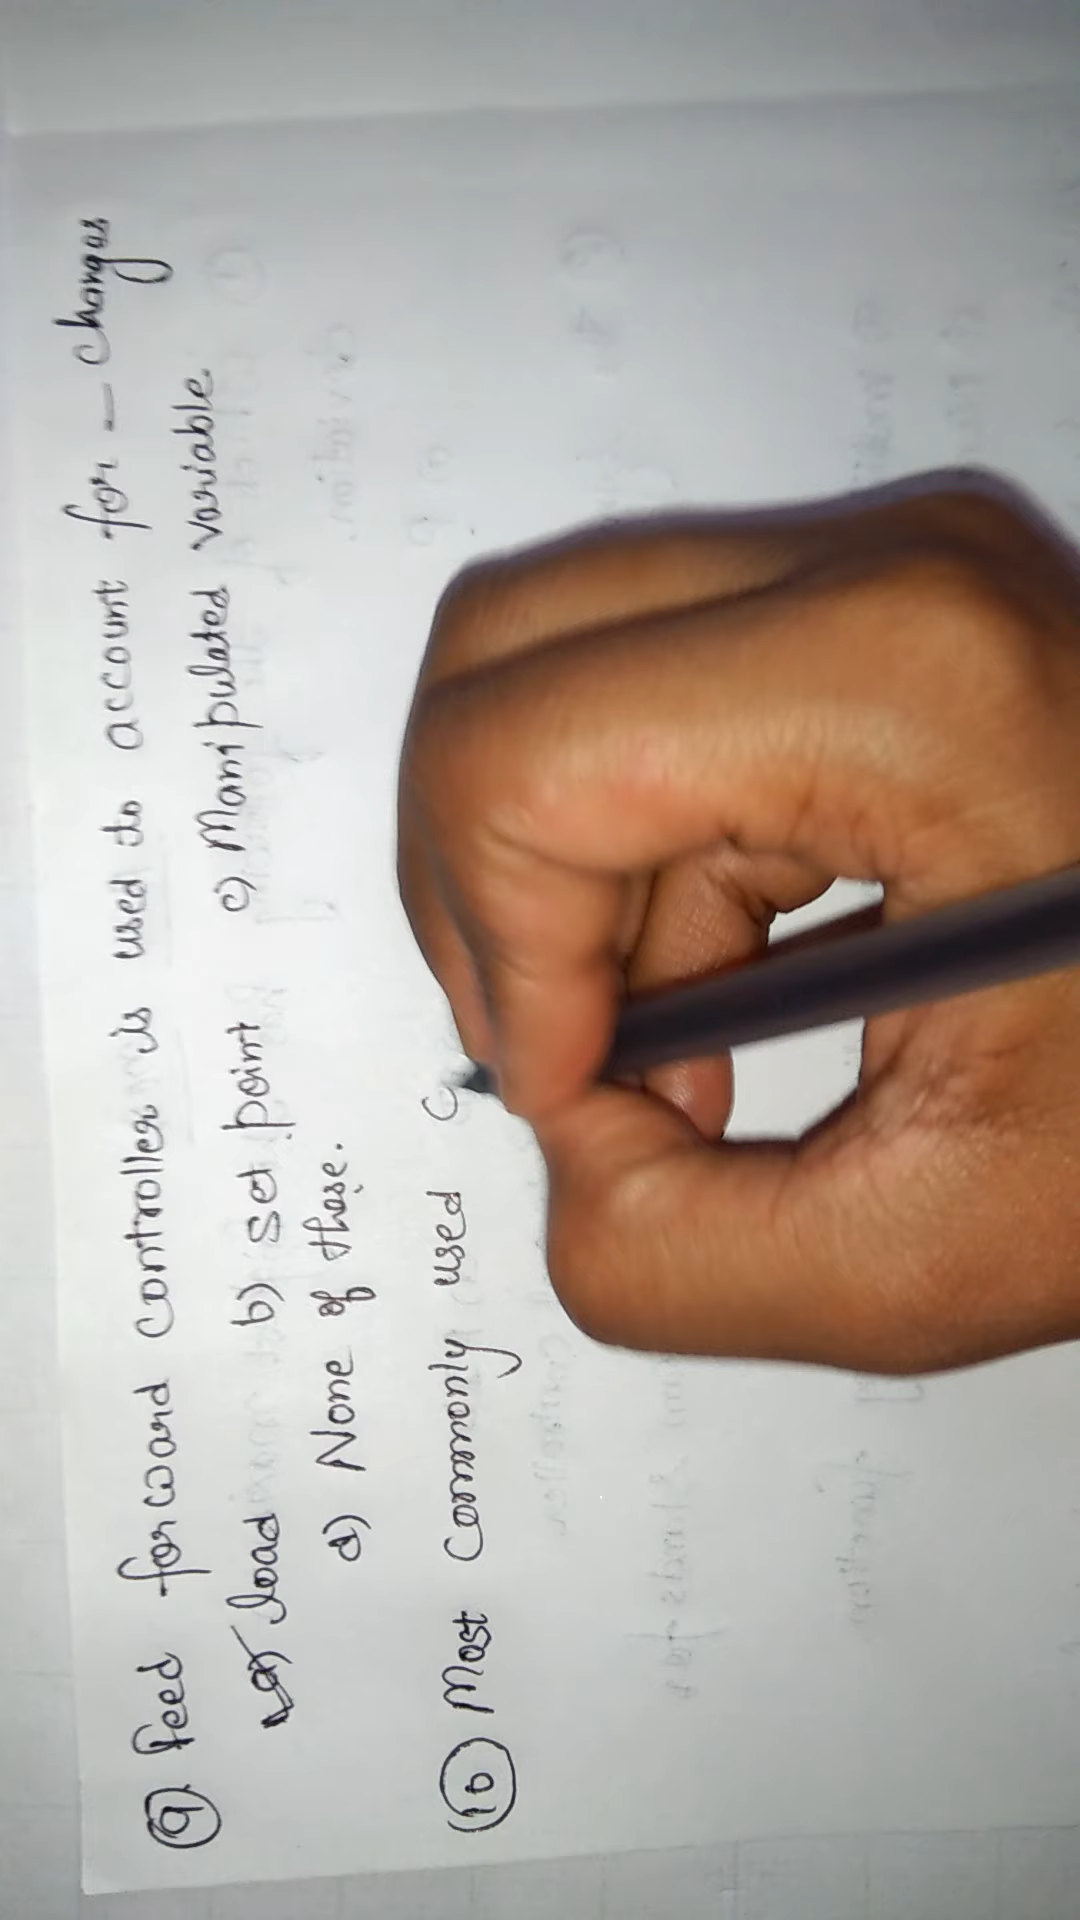 9) Feed forward controller is used to account for - changes
a) load b) set point c) Manipulated variable.
d) None of these.
10) Most Commonly used C